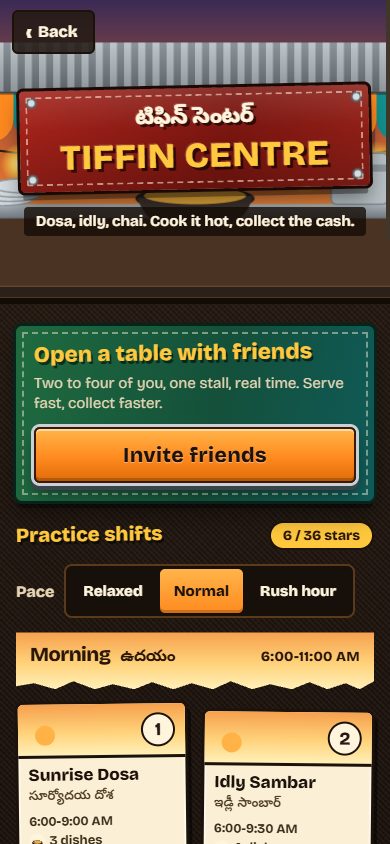 Back
టిఫిన్ సెంటర్
TIFFIN CENTRE
Dosa, idly, chai. Cook it hot, collect the cash.
Open a table with friends
Two to four of you, one stall, real time. Serve
fast, collect faster.
Invite friends
Practice shifts
6 / 36 stars
Pace
Relaxed
Normal
Rush hour
Morning ఉదయం
6:00-11:00 AM
1
Sunrise Dosa
సూర్యోదయ దోశ
6:00-9:00 AM
3 dishes
2
Idly Sambar
ఇడ్లీ సాంబార్
6:00-9:30 AM